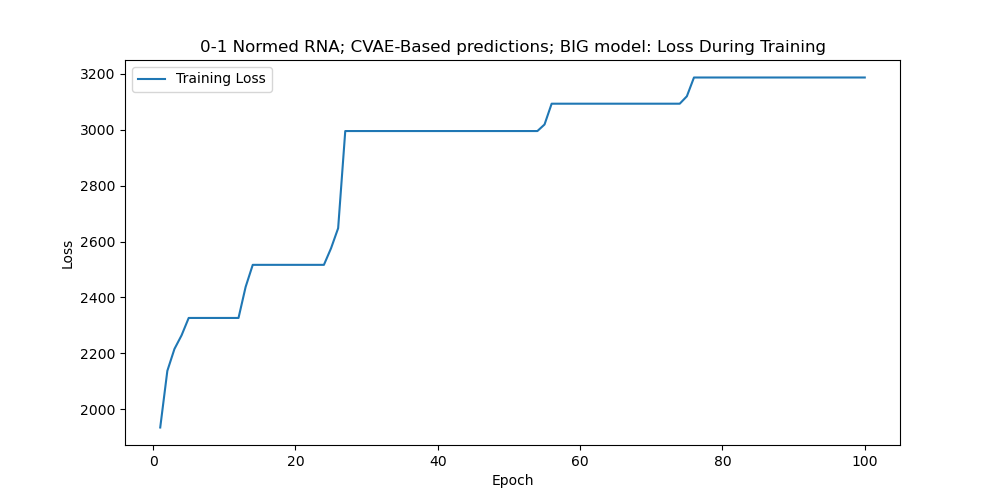 0-1 Normed RNA; CVAE-Based predictions; BIG model: Loss During Training
Training Loss
3200
3000
2800
2600
2400
2200
2000
Loss
0 20 40 60 80 100
Epoch